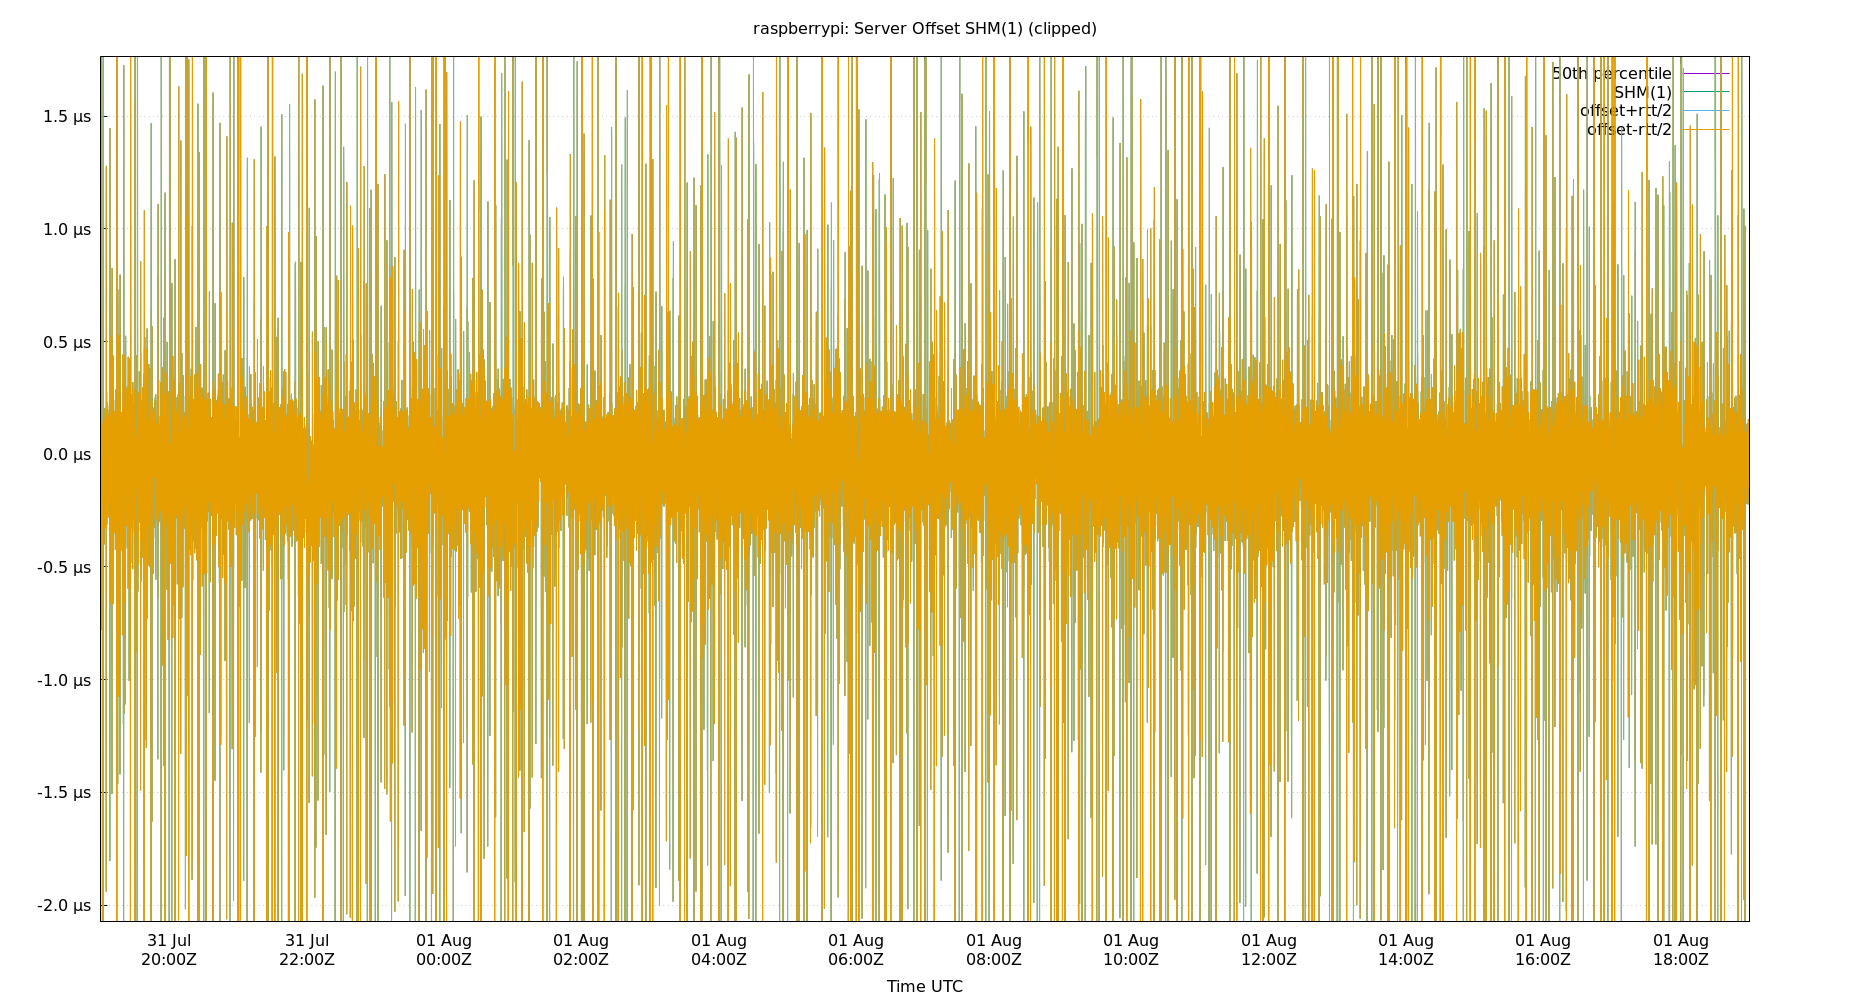 raspberrypi: Server Offset SHM(1) (clipped)
50th percentile
SHM(1)
offset+rtt/2
offset-rtt/2
1.5 µs
1.0 µs
0.5 µs
0.0 µs
-0.5 µs
-1.0 µs
-1.5 µs
-2.0 µs
31 Jul 31 Jul 01 Aug 01 Aug 01 Aug 01 Aug 01 Aug 01 Aug 01 Aug 01 Aug 01 Aug 01 Aug
20:00Z 22:00Z 00:00Z 02:00Z 04:00Z 06:00Z 08:00Z 10:00Z 12:00Z 14:00Z 16:00Z 18:00Z
Time UTC